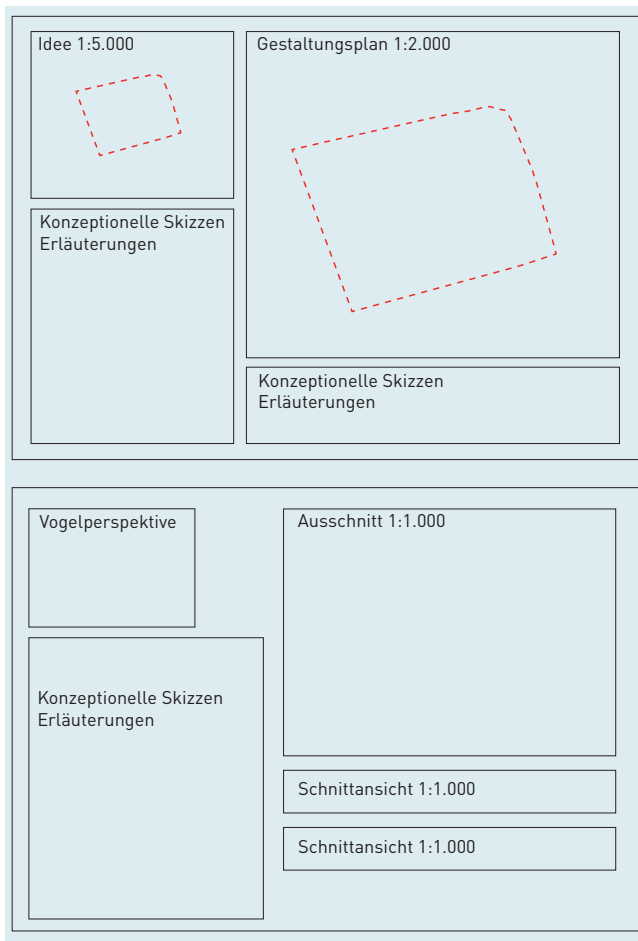 Idee 1:5.000
Gestaltungsplan 1:2.000
Konzeptionelle Skizzen
Erläuterungen
Konzeptionelle Skizzen
Erläuterungen
Vogelperspektive
Ausschnitt 1:1.000
Konzeptionelle Skizzen
Erläuterungen
Schnittansicht 1:1.000
Schnittansicht 1:1.000